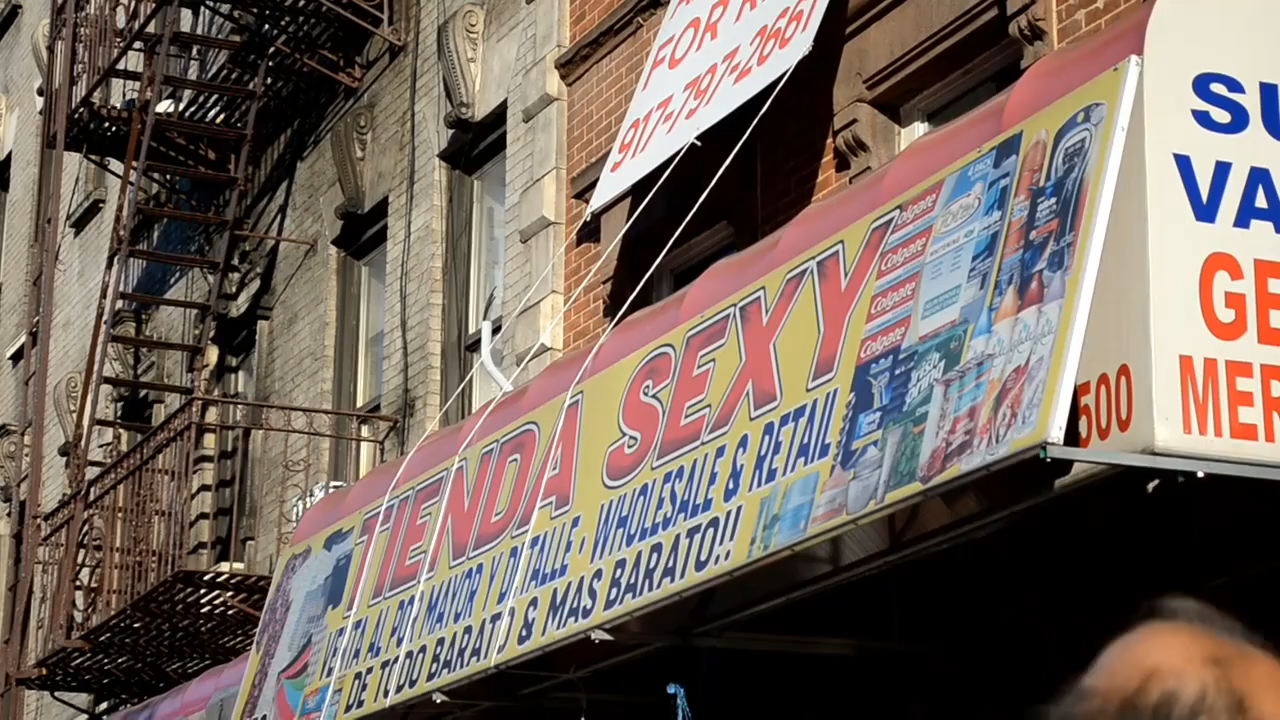 FOR
917-797-2661
TIENDA SEXY
VENTA AL POR MAYOR Y DETALLE · WHOLESALE & RETAIL
DE TODO BARATO & MAS BARATO!!
Colgate
Colgate
Colgate
Colgate
Irish
Spring
500
SU
VA
GE
MER